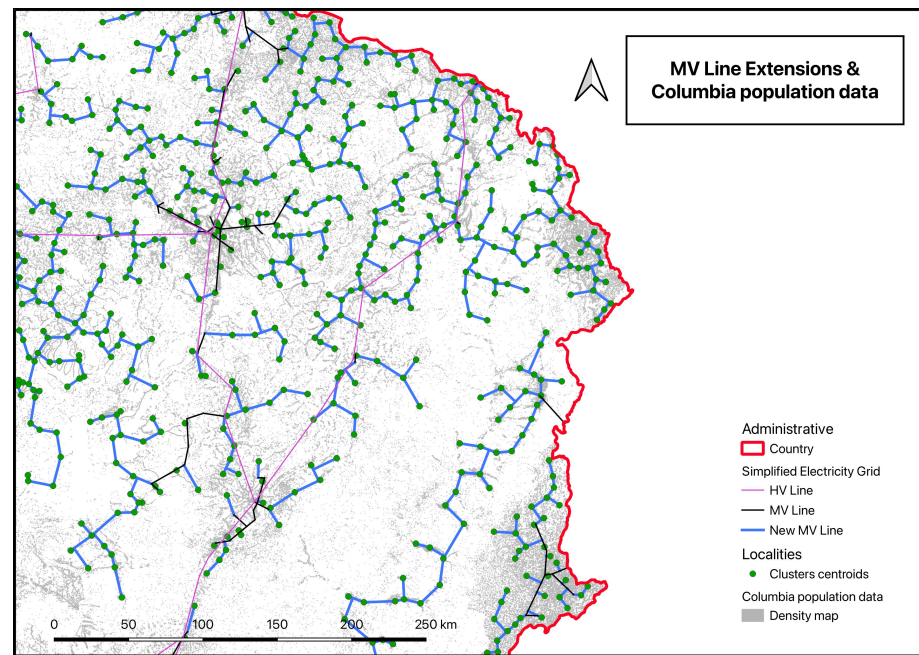 MV Line Extensions &
Columbia population data
Administrative
Country
Simplified Electricity Grid
HV Line
MV Line
New MV Line
Localities
Clusters centroids
Columbia population data
Density map
0 50 100 150 200 250 km